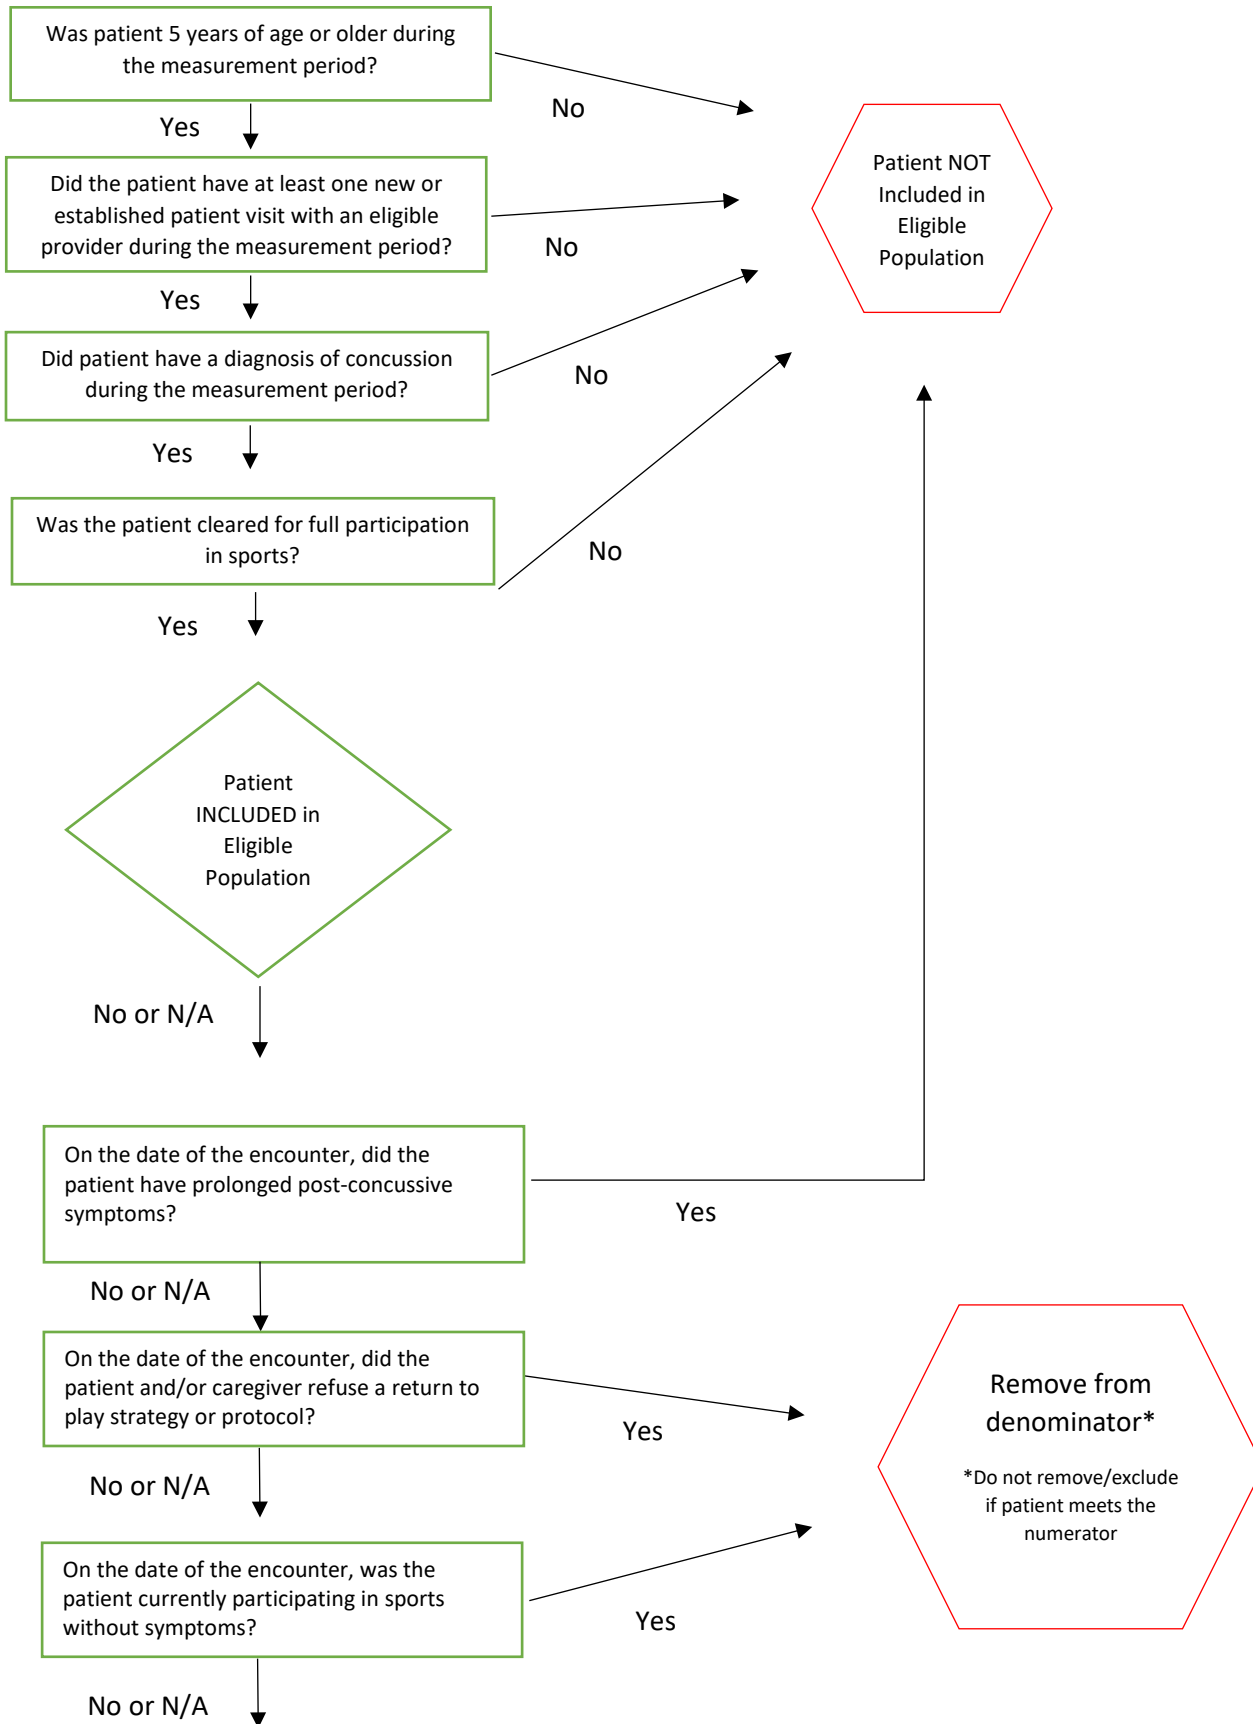 Was patient 5 years of age or older during
the measurement period?
No
Yes
Patient NOT
Included in
Eligible
Population
Did the patient have at least one new or
established patient visit with an eligible
provider during the measurement period?
No
Yes
Did patient have a diagnosis of concussion
during the measurement period?
No
Yes
Was the patient cleared for full participation
in sports?
No
Yes
Patient
INCLUDED in
Eligible
Population
No or N/A
On the date of the encounter, did the
patient have prolonged post-concussive
symptoms?
Yes
No or N/A
On the date of the encounter, did the
patient and/or caregiver refuse a return to
play strategy or protocol?
Yes
Remove from
denominator*
*Do not remove/exclude
if patient meets the
numerator
No or N/A
On the date of the encounter, was the
patient currently participating in sports
without symptoms?
Yes
No or N/A